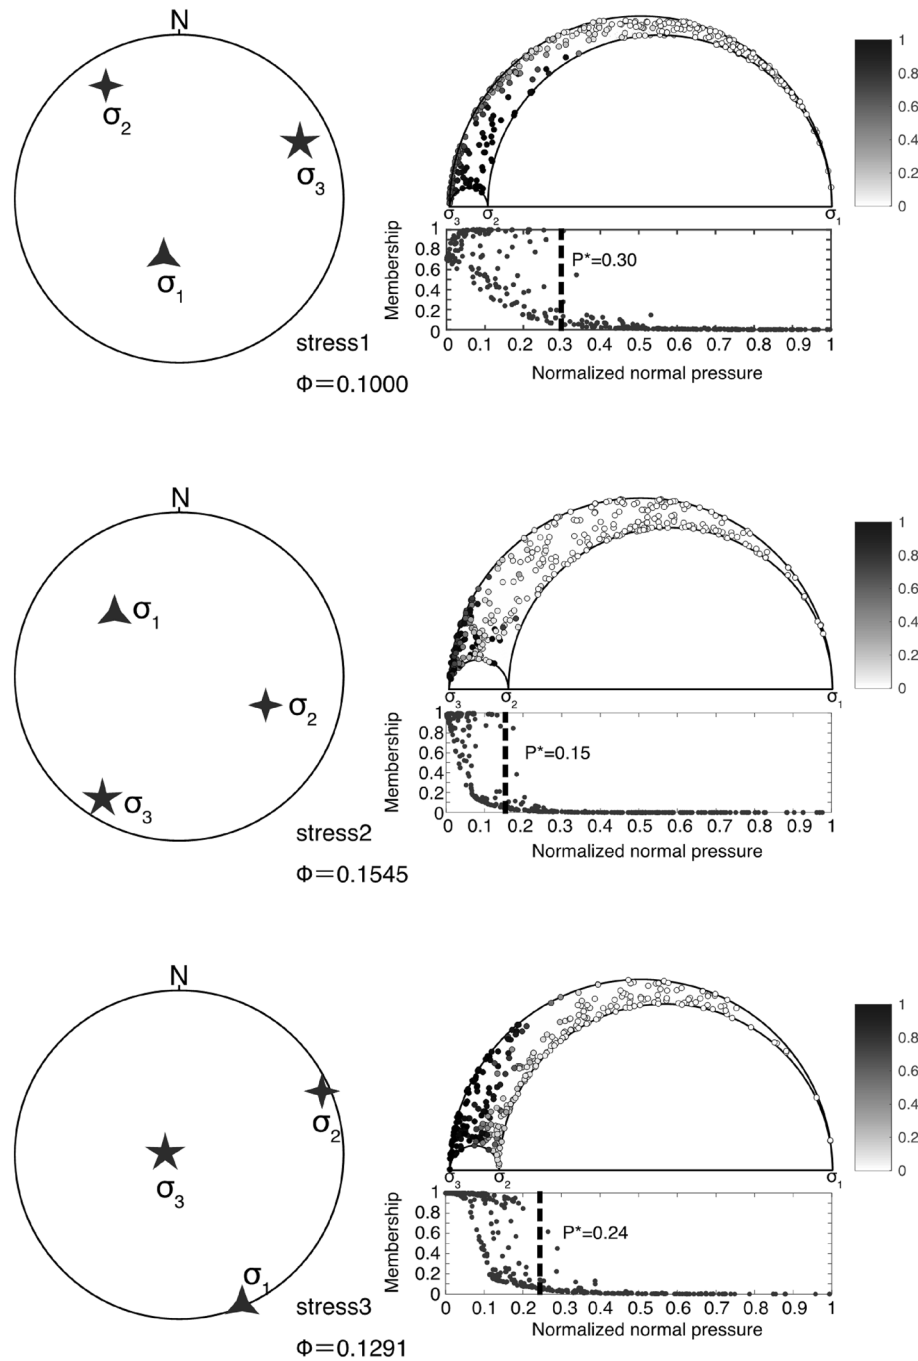 N
σ2
σ3
σ1
stress1
Φ=0.1000
1
0.8
0.6
0.4
0.2
0
σ3 σ2 σ1
Membership
1
0.8
0.6
0.4
0.2
0
P*=0.30
0 0.1 0.2 0.3 0.4 0.5 0.6 0.7 0.8 0.9 1
Normalized normal pressure
N
σ1
σ2
σ3
stress2
Φ=0.1545
1
0.8
0.6
0.4
0.2
0
σ3 σ2 σ1
Membership
1
0.8
0.6
0.4
0.2
0
P*=0.15
0 0.1 0.2 0.3 0.4 0.5 0.6 0.7 0.8 0.9 1
Normalized normal pressure
N
σ2
σ3
σ1
stress3
Φ=0.1291
1
0.8
0.6
0.4
0.2
0
σ3 σ2 σ1
Membership
1
0.8
0.6
0.4
0.2
0
P*=0.24
0 0.1 0.2 0.3 0.4 0.5 0.6 0.7 0.8 0.9 1
Normalized normal pressure